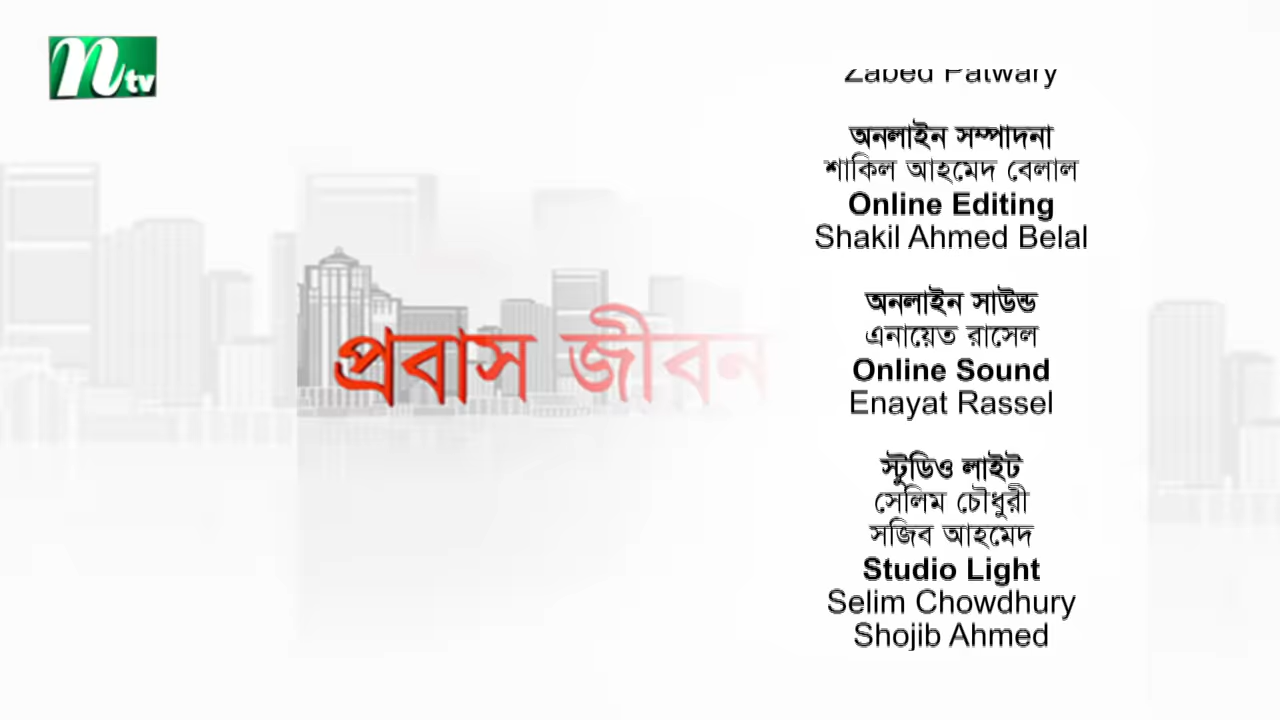 ntv
প্রবাস জীবন
Zabed Patwary
অনলাইন সম্পাদনা
শাকিল আহমেদ বেলাল
Online Editing
Shakil Ahmed Belal
অনলাইন সাউন্ড
এনায়েত রাসেল
Online Sound
Enayat Rassel
স্টুডিও লাইট
সেলিম চৌধুরী
সজিব আহমেদ
Studio Light
Selim Chowdhury
Shojib Ahmed